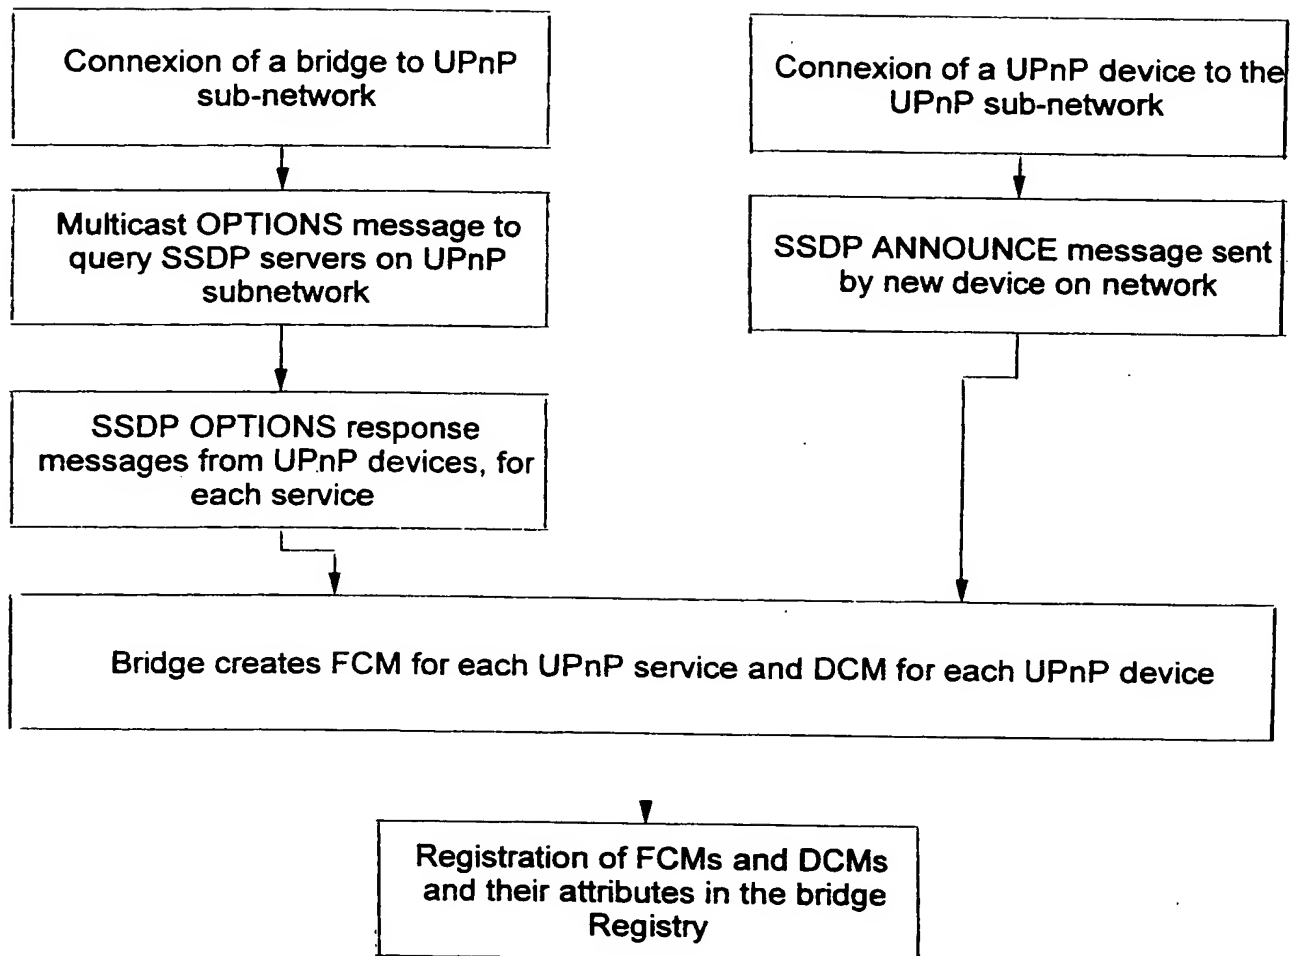 Connexion of a bridge to UPnP
sub-network
Connexion of a UPnP device to the
UPnP sub-network
Multicast OPTIONS message to
query SSDP servers on UPnP
subnetwork
SSDP ANNOUNCE message sent
by new device on network
SSDP OPTIONS response
messages from UPnP devices, for
each service
Bridge creates FCM for each UPnP service and DCM for each UPnP device
Registration of FCMs and DCMs
and their attributes in the bridge
Registry